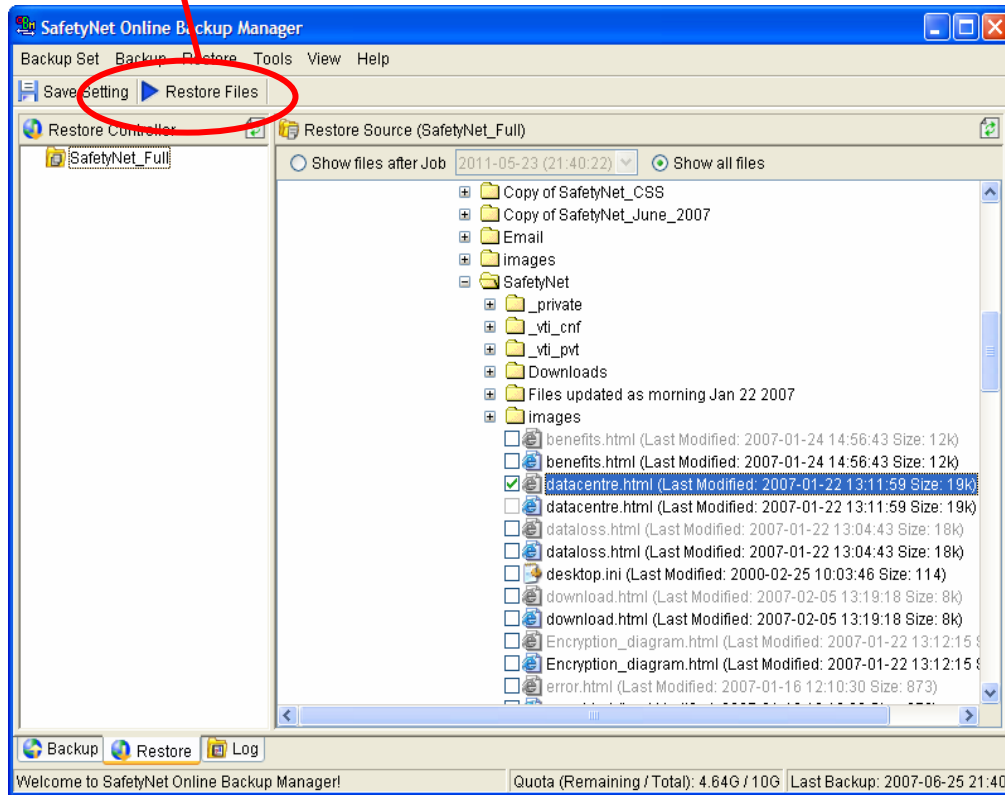 SafetyNet Online Backup Manager
Backup Set Backup Restore Tools View Help
Save Setting Restore Files
Restore Controller
SafetyNet_Full
Restore Source (SafetyNet_Full)
Show files after Job 2011-05-23 (21:40:22) Show all files
Copy of SafetyNet_CSS
Copy of SafetyNet_June_2007
Email
images
SafetyNet
_private
_vti_cnf
_vti_pvt
Downloads
Files updated as morning Jan 22 2007
images
benefits.html (Last Modified: 2007-01-24 14:56:43 Size: 12k)
benefits.html (Last Modified: 2007-01-24 14:56:43 Size: 12k)
datacentre.html (Last Modified: 2007-01-22 13:11:59 Size: 19k)
datacentre.html (Last Modified: 2007-01-22 13:11:59 Size: 19k)
dataloss.html (Last Modified: 2007-01-22 13:04:43 Size: 18k)
dataloss.html (Last Modified: 2007-01-22 13:04:43 Size: 18k)
desktop.ini (Last Modified: 2000-02-25 10:03:46 Size: 114)
download.html (Last Modified: 2007-02-05 13:19:18 Size: 8k)
download.html (Last Modified: 2007-02-05 13:19:18 Size: 8k)
Encryption_diagram.html (Last Modified: 2007-01-22 13:12:15
Encryption_diagram.html (Last Modified: 2007-01-22 13:12:15
error.html (Last Modified: 2007-01-16 12:10:30 Size: 873)
Backup Restore Log
Welcome to SafetyNet Online Backup Manager!
Quota (Remaining / Total): 4.64G / 10G
Last Backup: 2007-06-25 21:40